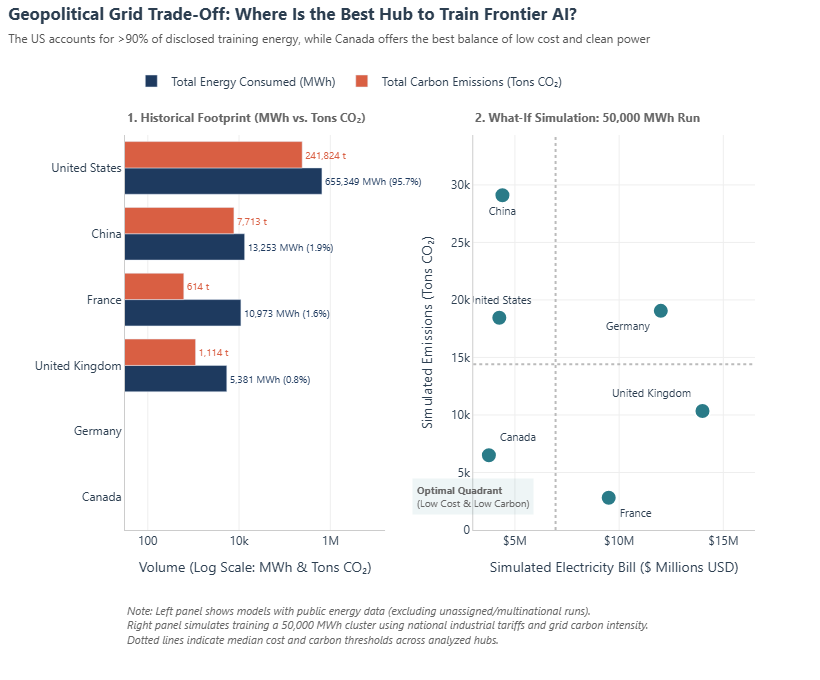 Geopolitical Grid Trade-Off: Where Is the Best Hub to Train Frontier AI?
The US accounts for >90% of disclosed training energy, while Canada offers the best balance of low cost and clean power
Total Energy Consumed (MWh)
Total Carbon Emissions (Tons CO₂)
1. Historical Footprint (MWh vs. Tons CO₂)
United States
241,824 t
655,349 MWh (95.7%)
China
7,713 t
13,253 MWh (1.9%)
France
614 t
10,973 MWh (1.6%)
United Kingdom
1,114 t
5,381 MWh (0.8%)
Germany
Canada
100
10k
1M
Volume (Log Scale: MWh & Tons CO₂)
2. What-If Simulation: 50,000 MWh Run
Simulated Emissions (Tons CO₂)
30k
25k
20k
15k
10k
5k
0
China
nited States
Germany
United Kingdom
Canada
Optimal Quadrant
(Low Cost & Low Carbon)
France
$5M
$10M
$15M
Simulated Electricity Bill ($ Millions USD)
Note: Left panel shows models with public energy data (excluding unassigned/multinational runs).
Right panel simulates training a 50,000 MWh cluster using national industrial tariffs and grid carbon intensity.
Dotted lines indicate median cost and carbon thresholds across analyzed hubs.